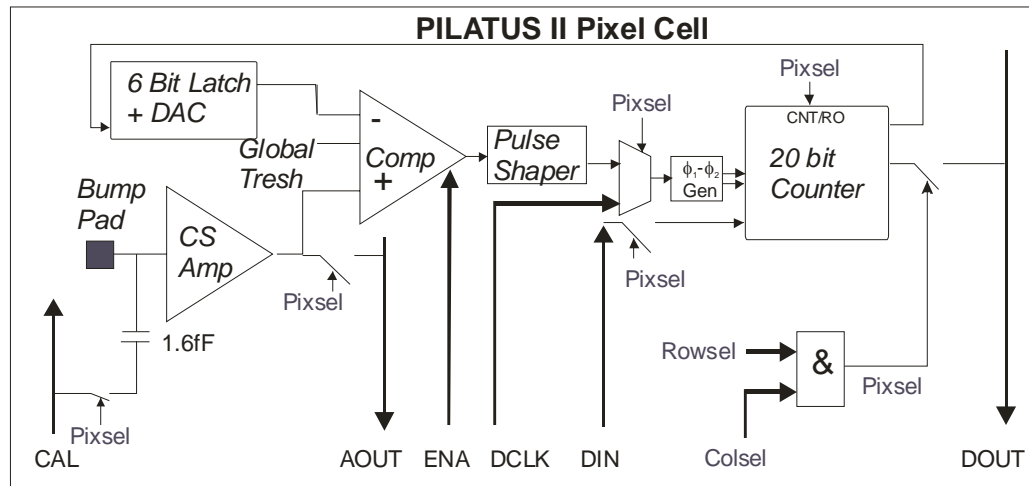 PILATUS II Pixel Cell
6 Bit Latch
+ DAC
Global
Tresh
-
Comp
+
Pulse
Shaper
Pixsel
ϕ1-ϕ2
Gen
Pixsel
CNT/RO
20 bit
Counter
Bump
Pad
CS
Amp
Pixsel
Pixsel
1.6fF
Pixsel
Rowsel
&
Pixsel
Colsel
CAL
AOUT
ENA
DCLK
DIN
DOUT